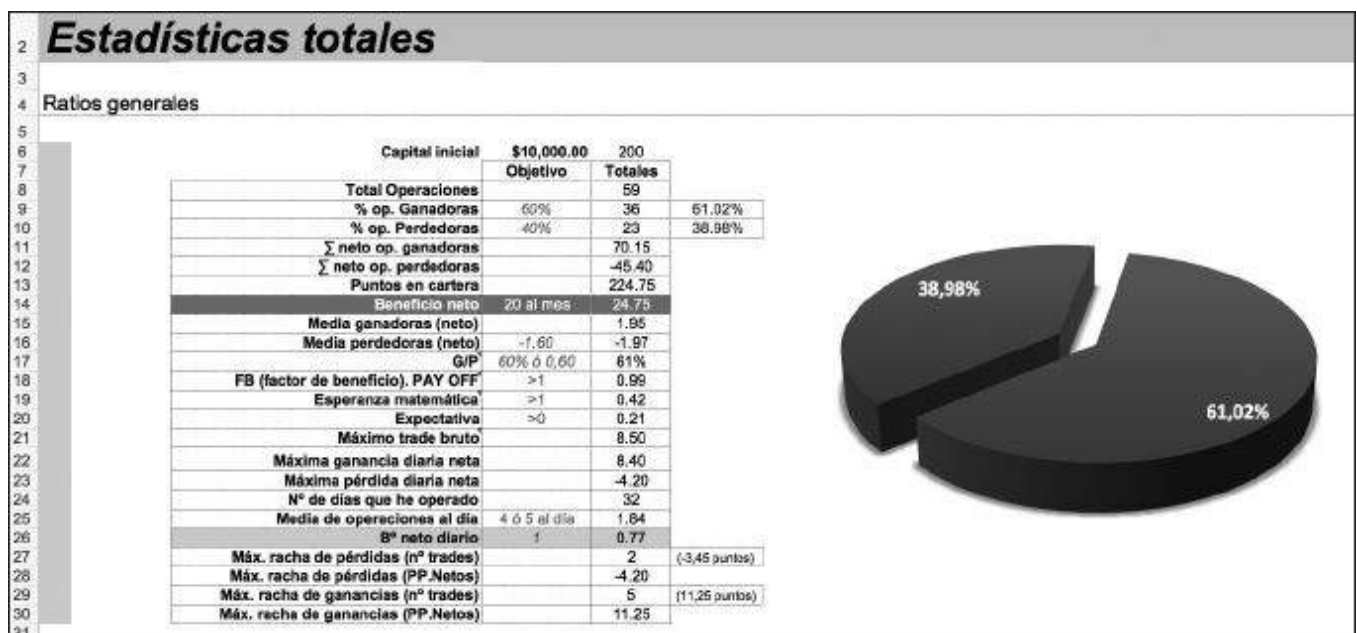 2 Estadísticas totales
3
4 Ratios generales
5
6 Capital inicial $10,000.00 200
7 Objetivo Totales
8 Total Operaciones 59
9 % op. Ganadoras 60% 36 61.02%
10 % op. Perdedoras 40% 23 38.98%
11 ∑ neto op. ganadoras 70.15
12 ∑ neto op. perdedoras -45.40
13 Puntos en cartera 224.75
14 Beneficio neto 20 al mes 24.75
15 Media ganadoras (neto) 1.95
16 Media perdedoras (neto) -1.60 -1.97
17 G/P 60% ó 0,60 61%
18 FB (factor de beneficio). PAY OFF >1 0.99
19 Esperanza matemática >1 0.42
20 Expectativa >0 0.21
21 Máximo trade bruto 8.50
22 Máxima ganancia diaria neta 8.40
23 Máxima pérdida diaria neta -4.20
24 Nº de días que he operado 32
25 Media de operaciones al día 4 ó 5 al día 1.84
26 Bº neto diario 1 0.77
27 Máx. racha de pérdidas (nº trades) 2 (-3,45 puntos)
28 Máx. racha de pérdidas (PP.Netos) -4.20
29 Máx. racha de ganancias (nº trades) 5 (11,25 puntos)
30 Máx. racha de ganancias (PP.Netos) 11.25
31
38,98%
61,02%